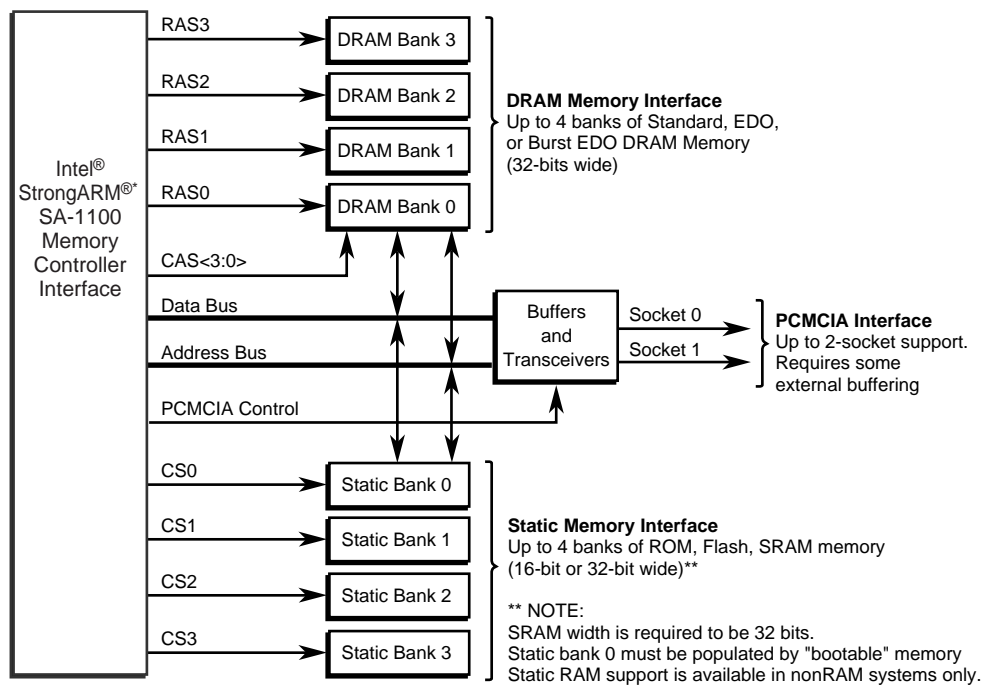 RAS3
DRAM Bank 3
RAS2
DRAM Bank 2
RAS1
DRAM Bank 1
RAS0
DRAM Bank 0
DRAM Memory Interface
Up to 4 banks of Standard, EDO,
or Burst EDO DRAM Memory
(32-bits wide)
Intel®
StrongARM®*
SA-1100
Memory
Controller
Interface
CAS<3:0>
Data Bus
Address Bus
PCMCIA Control
Buffers
and
Transceivers
Socket 0
Socket 1
PCMCIA Interface
Up to 2-socket support.
Requires some
external buffering
CS0
Static Bank 0
CS1
Static Bank 1
CS2
Static Bank 2
CS3
Static Bank 3
Static Memory Interface
Up to 4 banks of ROM, Flash, SRAM memory
(16-bit or 32-bit wide)**
** NOTE:
SRAM width is required to be 32 bits.
Static bank 0 must be populated by "bootable" memory
Static RAM support is available in nonRAM systems only.